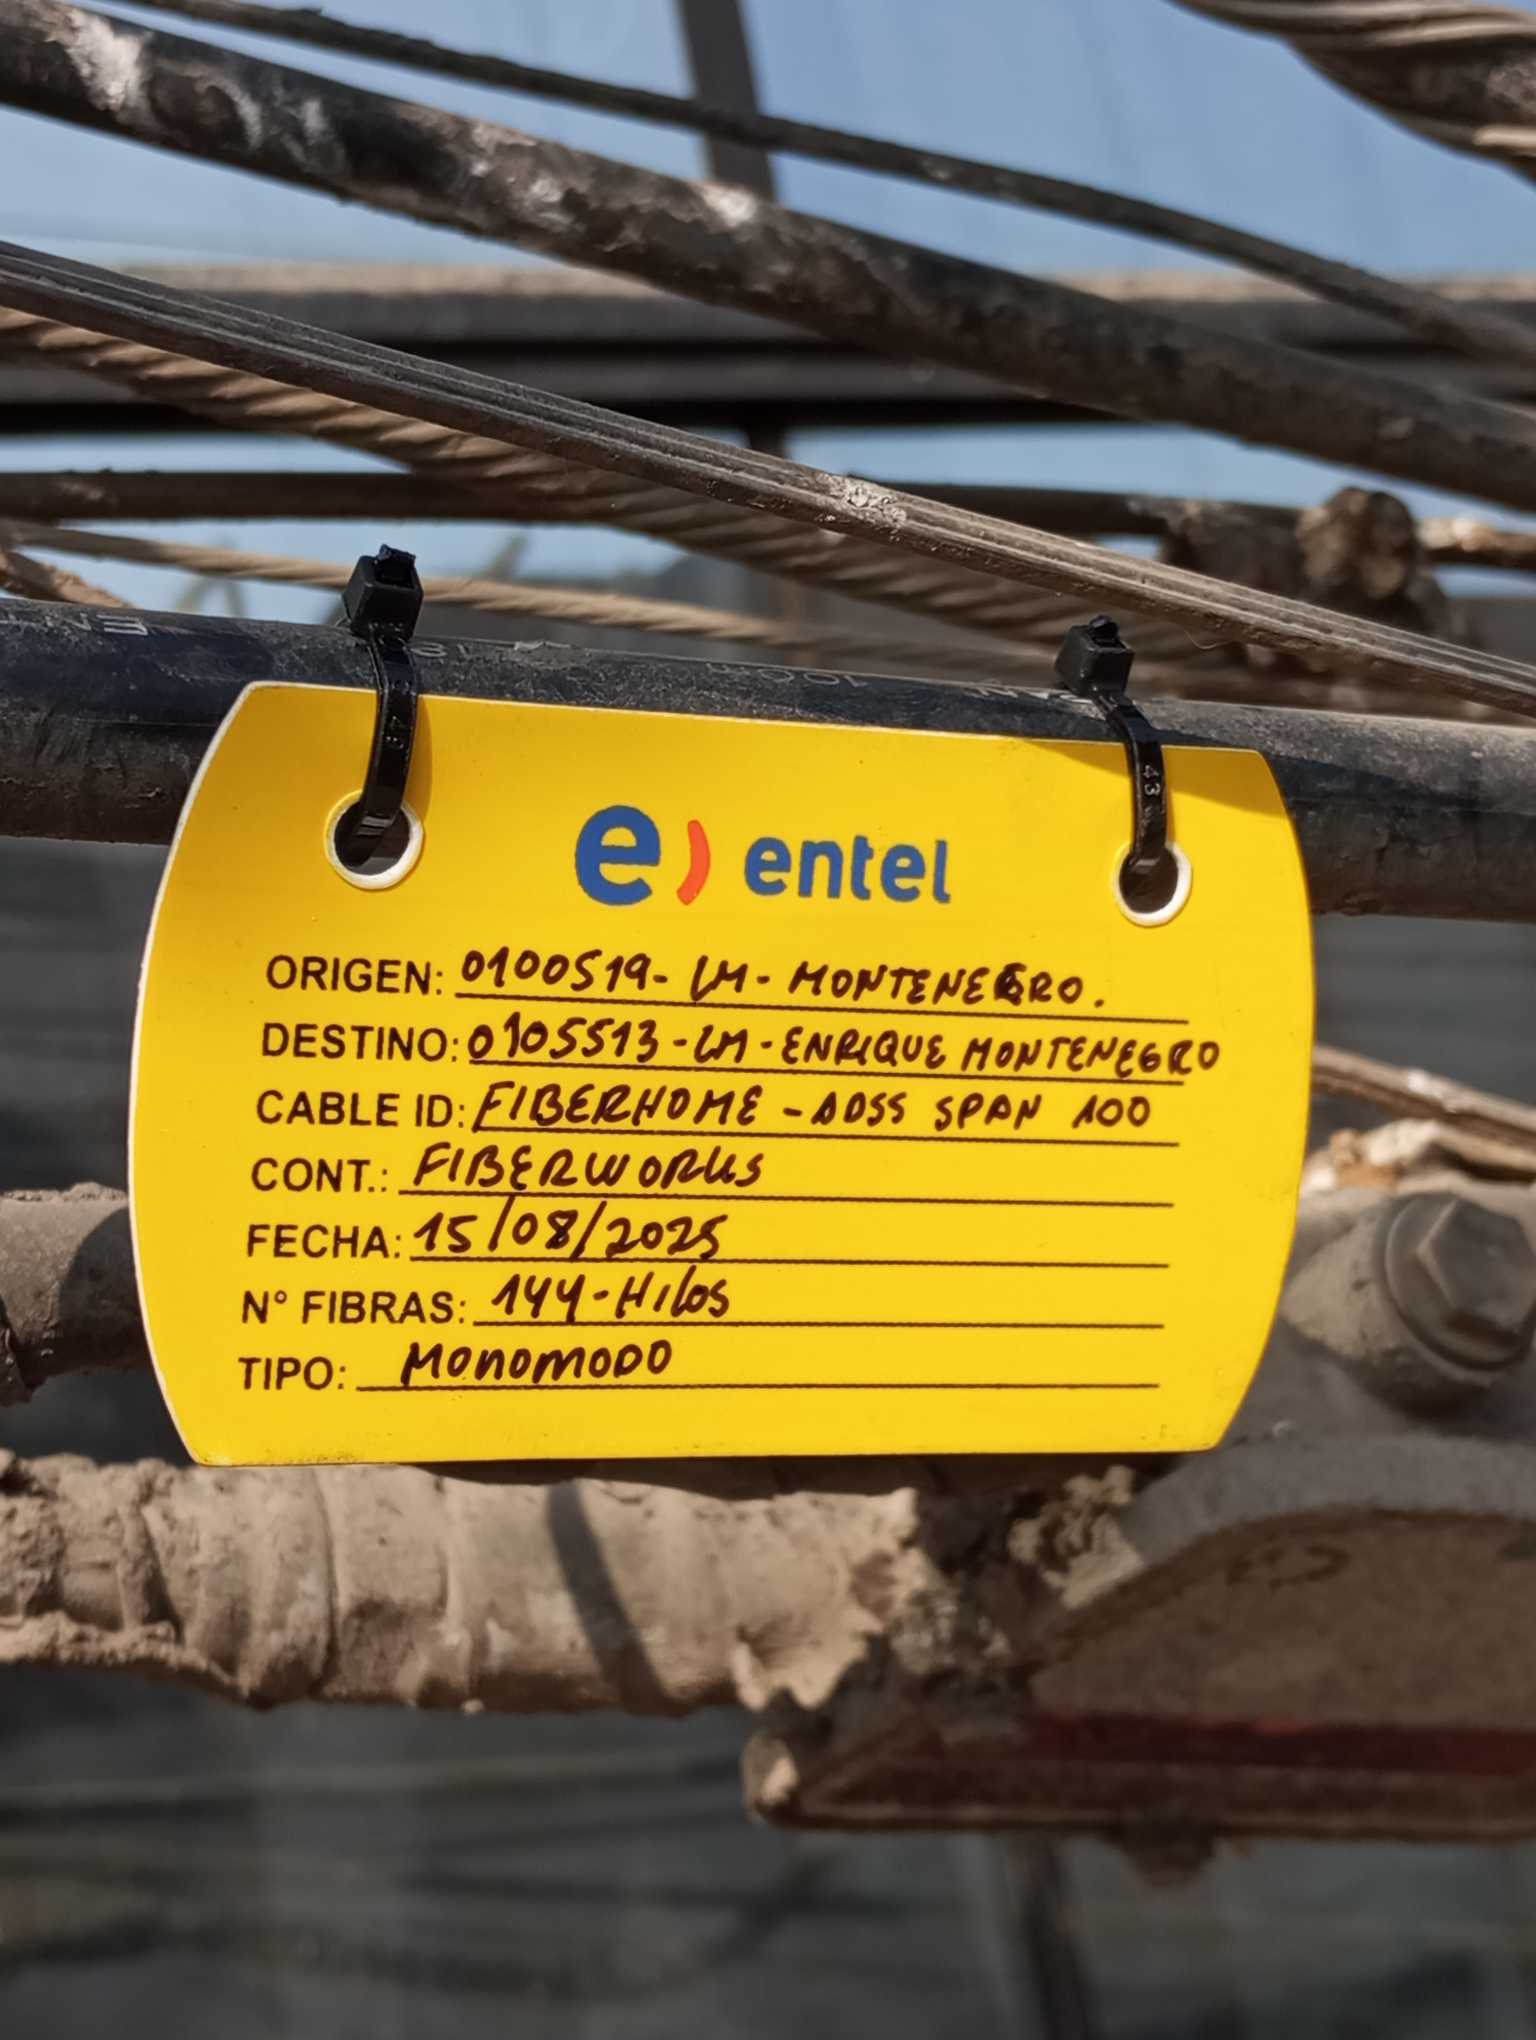 e) entel
ORIGEN: 0100519- LM- MONTENEGRO.
DESTINO: 0105513-LM-ENRIQUE MONTENEGRO
CABLE ID: FIBERHOME - ADSS SPAN 100
CONT.: FIBERWORKS
FECHA: 15/08/2025
N° FIBRAS: 144-Hilos
TIPO: MONOMODO